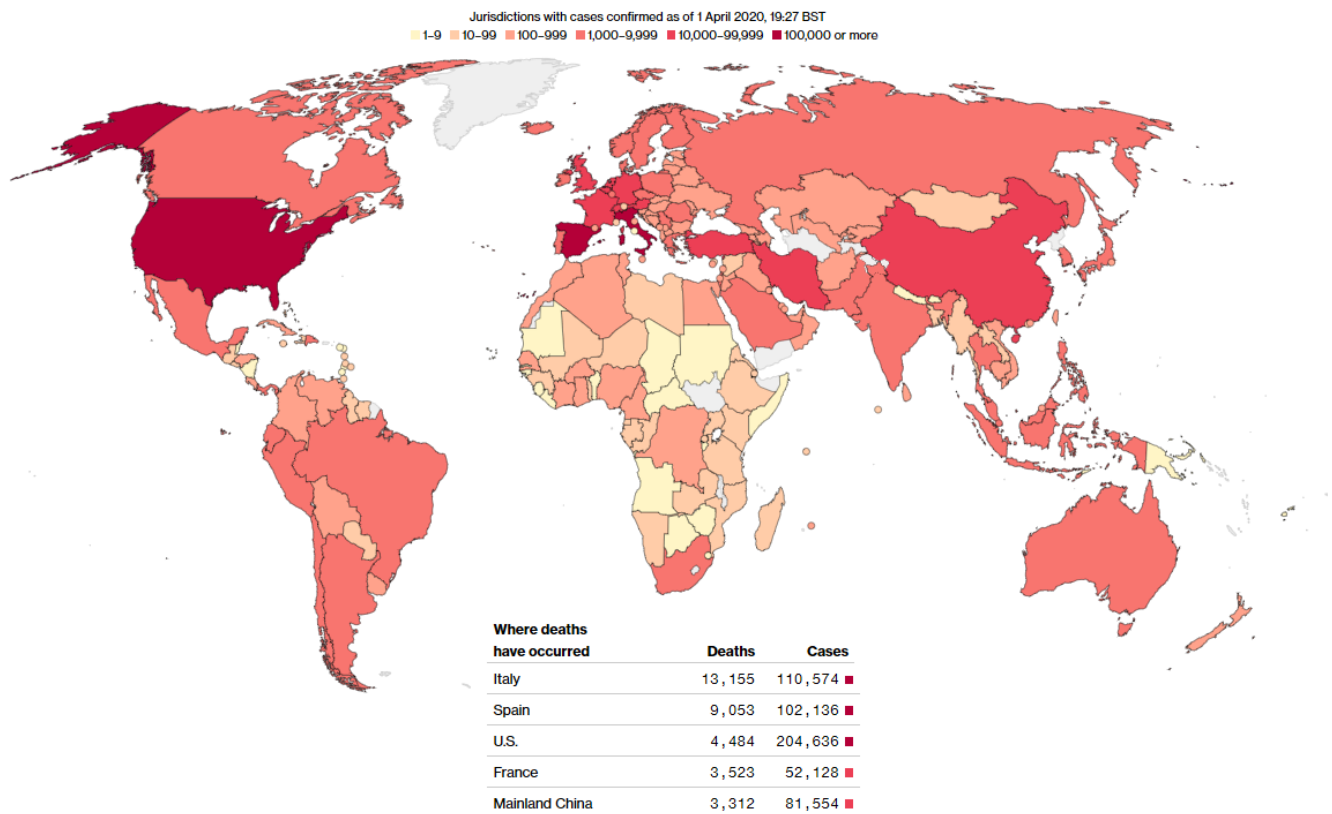 Jurisdictions with cases confirmed as of 1 April 2020, 19:27 BST
1–9 10–99 100–999 1,000–9,999 10,000–99,999 100,000 or more
Where deaths
have occurred Deaths Cases
Italy 13,155 110,574
Spain 9,053 102,136
U.S. 4,484 204,636
France 3,523 52,128
Mainland China 3,312 81,554